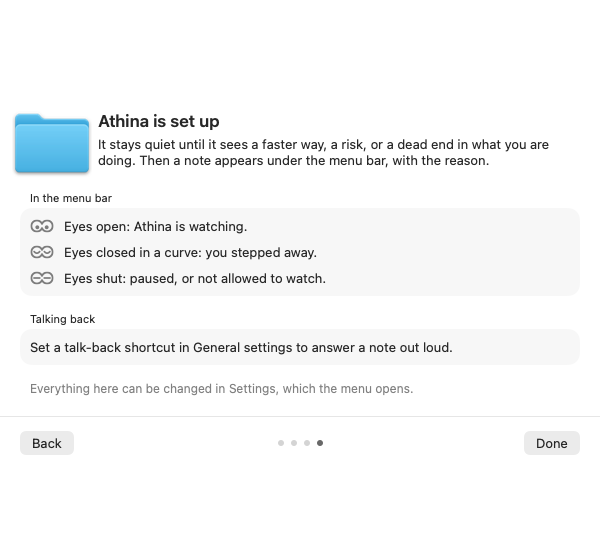 Athina is set up
It stays quiet until it sees a faster way, a risk, or a dead end in what you are
doing. Then a note appears under the menu bar, with the reason.
In the menu bar
Eyes open: Athina is watching.
Eyes closed in a curve: you stepped away.
Eyes shut: paused, or not allowed to watch.
Talking back
Set a talk-back shortcut in General settings to answer a note out loud.
Everything here can be changed in Settings, which the menu opens.
Back
Done